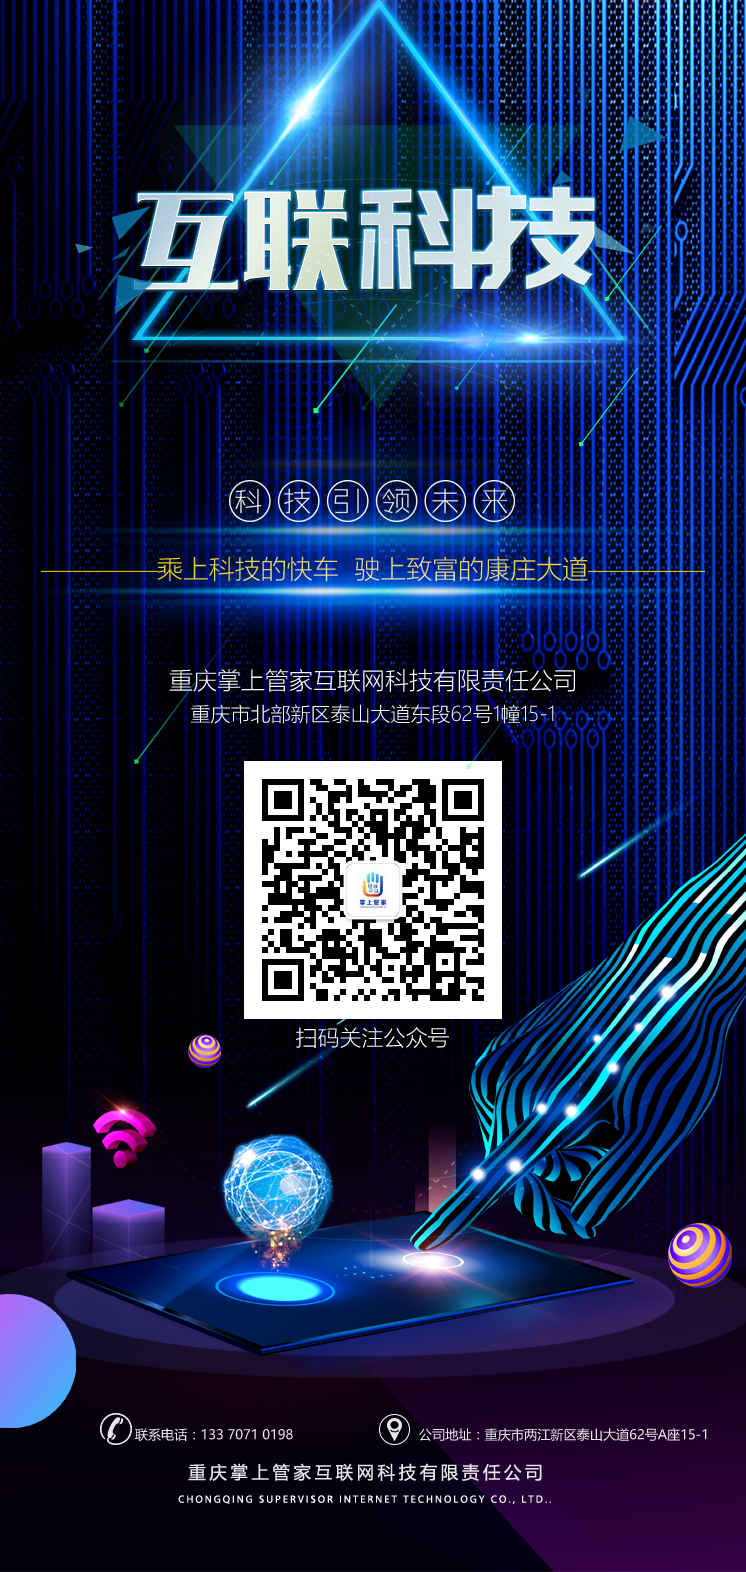 互联科技
科技引领未来
乘上科技的快车 驶上致富的康庄大道
重庆掌上管家互联网科技有限责任公司
重庆市北部新区泰山大道东段62号1幢15-1
掌上管家
扫码关注公众号
联系电话：133 7071 0198
公司地址：重庆市两江新区泰山大道62号A座15-1
重庆掌上管家互联网科技有限责任公司
CHONGQING SUPERVISOR INTERNET TECHNOLOGY CO., LTD..